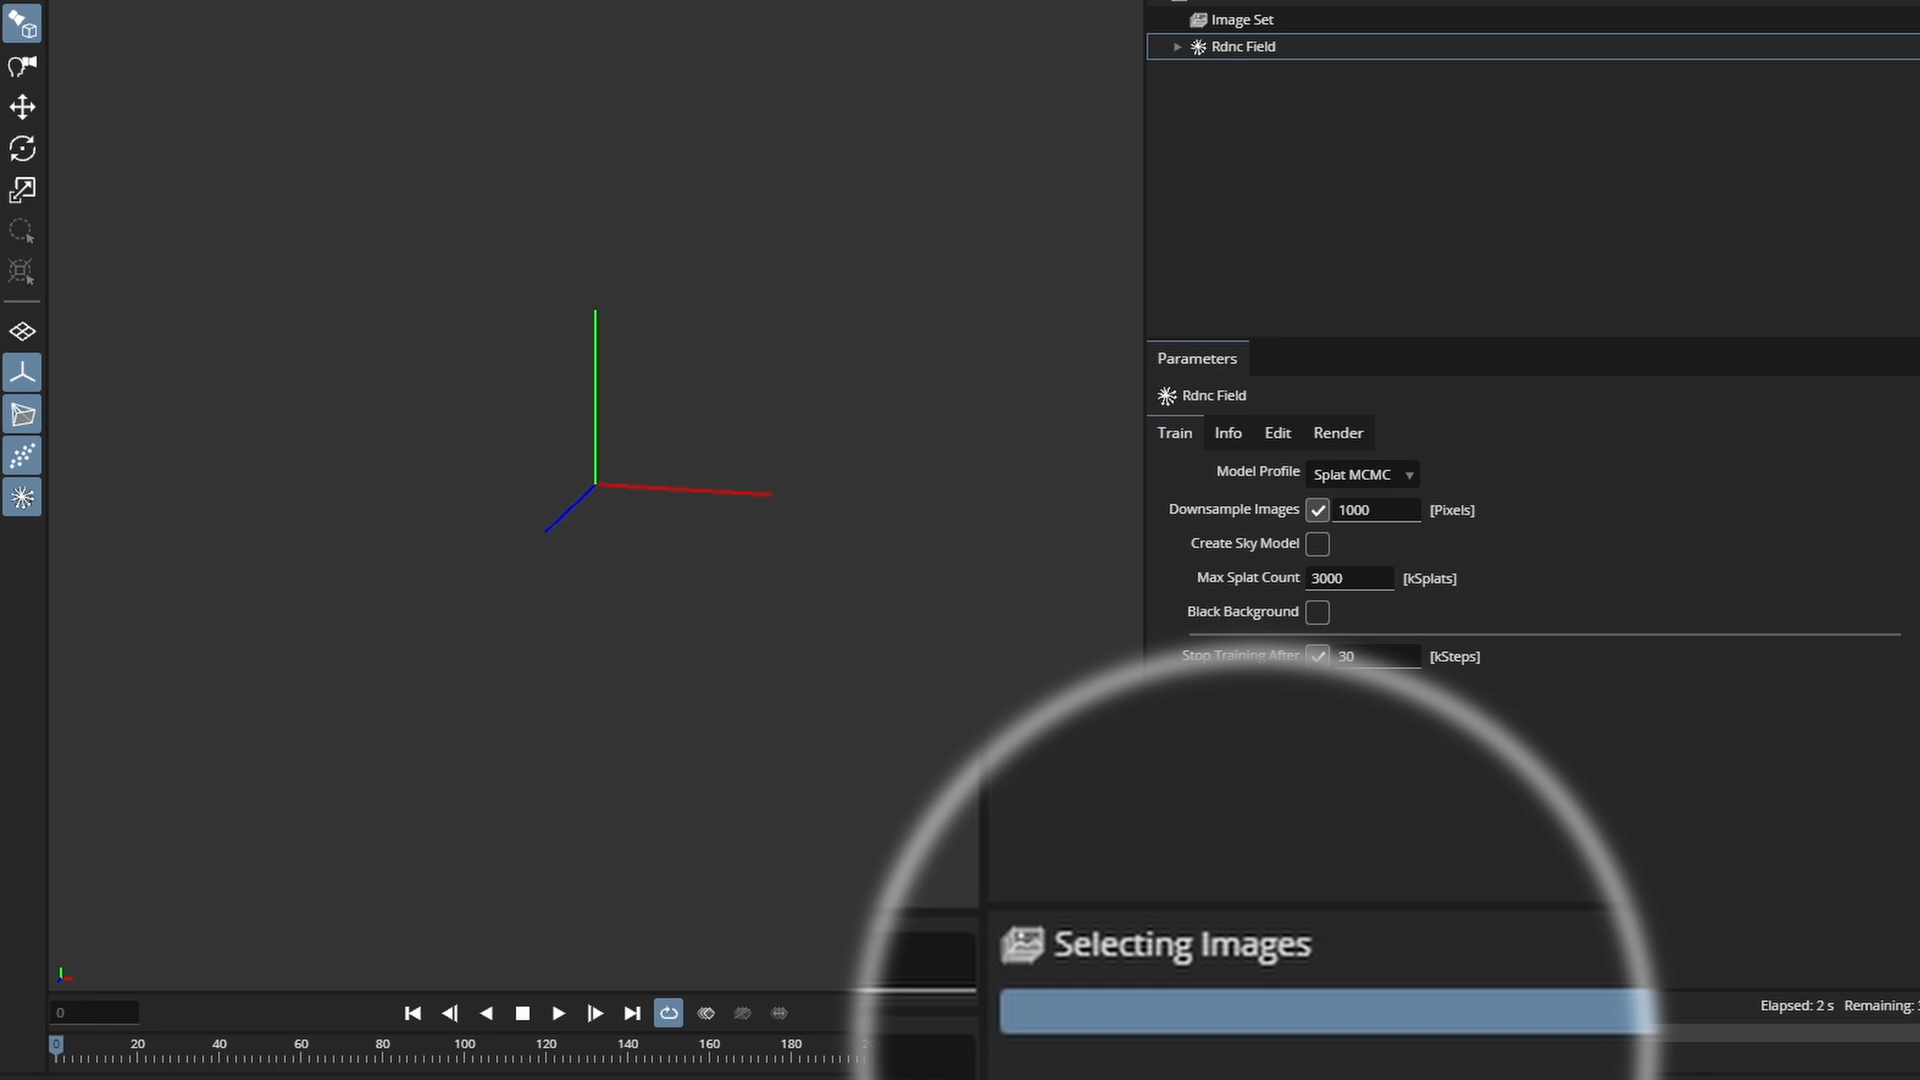 Image Set
Rdnc Field
Parameters
Rdnc Field
Train Info Edit Render
Model Profile Splat MCMC
Downsample Images 1000 [Pixels]
Create Sky Model
Max Splat Count 3000 [kSplats]
Black Background
Stop Training After 30 [kSteps]
Selecting Images
Elapsed: 2 s Remaining:
0
0 20 40 60 80 100 120 140 160 180